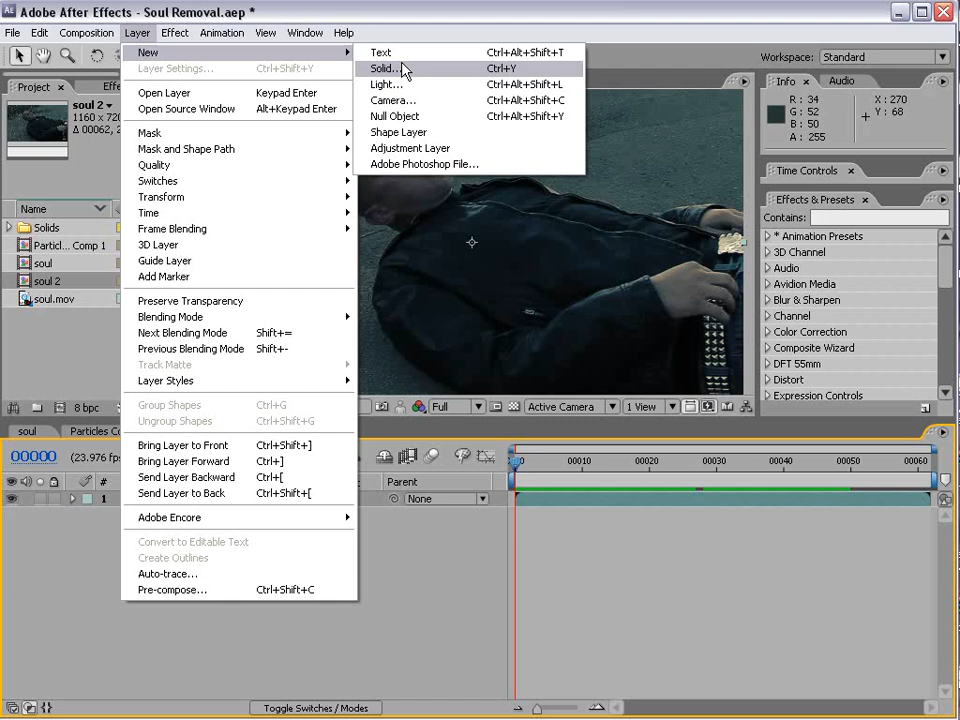 Adobe After Effects - Soul Removal.aep *
File Edit Composition Layer Effect Animation View Window Help
Workspace: Standard
New
Layer Settings... Ctrl+Shift+Y
Open Layer Keypad Enter
Open Source Window Alt+Keypad Enter
Mask
Mask and Shape Path
Quality
Switches
Transform
Time
Frame Blending
3D Layer
Guide Layer
Add Marker
Preserve Transparency
Blending Mode
Next Blending Mode Shift+=
Previous Blending Mode Shift+-
Track Matte
Layer Styles
Group Shapes Ctrl+G
Ungroup Shapes Ctrl+Shift+G
Bring Layer to Front Ctrl+Shift+]
Bring Layer Forward Ctrl+]
Send Layer Backward Ctrl+[
Send Layer to Back Ctrl+Shift+[
Adobe Encore
Convert to Editable Text
Create Outlines
Auto-trace...
Pre-compose... Ctrl+Shift+C
Text Ctrl+Alt+Shift+T
Solid... Ctrl+Y
Light... Ctrl+Alt+Shift+L
Camera... Ctrl+Alt+Shift+C
Null Object Ctrl+Alt+Shift+Y
Shape Layer
Adjustment Layer
Adobe Photoshop File...
Project Effe
soul 2
1160 x 720
Δ 00062,
Name
Solids
Particl... Comp 1
soul
soul 2
soul.mov
8 bpc
Full Active Camera 1 View
Info Audio
R : 34 X : 270
G : 52 Y : 68
B : 50
A : 255
Time Controls
Effects & Presets
Contains:
* Animation Presets
3D Channel
Audio
Avidion Media
Blur & Sharpen
Channel
Color Correction
Composite Wizard
DFT 55mm
Distort
Expression Controls
soul Particles Co
00000 (23.976 fps
00010 00020 00030 00040 00050 00060
# Parent
1 None
Toggle Switches / Modes